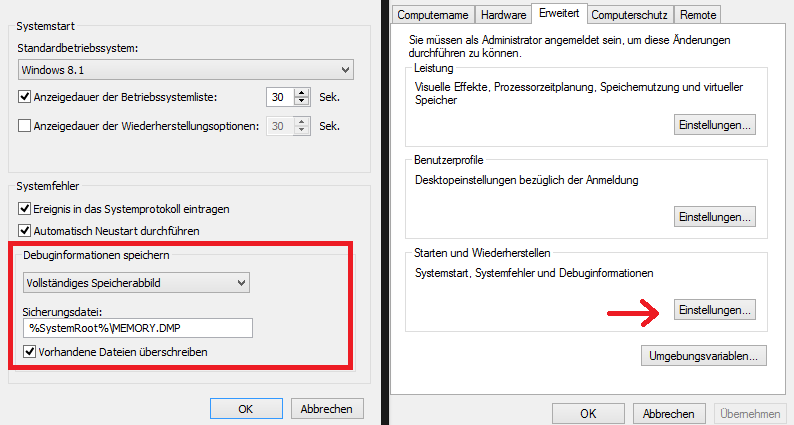 Systemstart
Standardbetriebssystem:
Windows 8.1
Anzeigedauer der Betriebssystemliste: 30 Sek.
Anzeigedauer der Wiederherstellungsoptionen: 30 Sek.
Systemfehler
Ereignis in das Systemprotokoll eintragen
Automatisch Neustart durchführen
Debuginformationen speichern
Vollständiges Speicherabbild
Sicherungsdatei:
%SystemRoot%\MEMORY.DMP
Vorhandene Dateien überschreiben
OK Abbrechen
Computername Hardware Erweitert Computerschutz Remote
Sie müssen als Administrator angemeldet sein, um diese Änderungen
durchführen zu können.
Leistung
Visuelle Effekte, Prozessorzeitplanung, Speichernutzung und virtueller
Speicher
Einstellungen...
Benutzerprofile
Desktopeinstellungen bezüglich der Anmeldung
Einstellungen...
Starten und Wiederherstellen
Systemstart, Systemfehler und Debuginformationen
Einstellungen...
Umgebungsvariablen...
OK Abbrechen Übernehmen